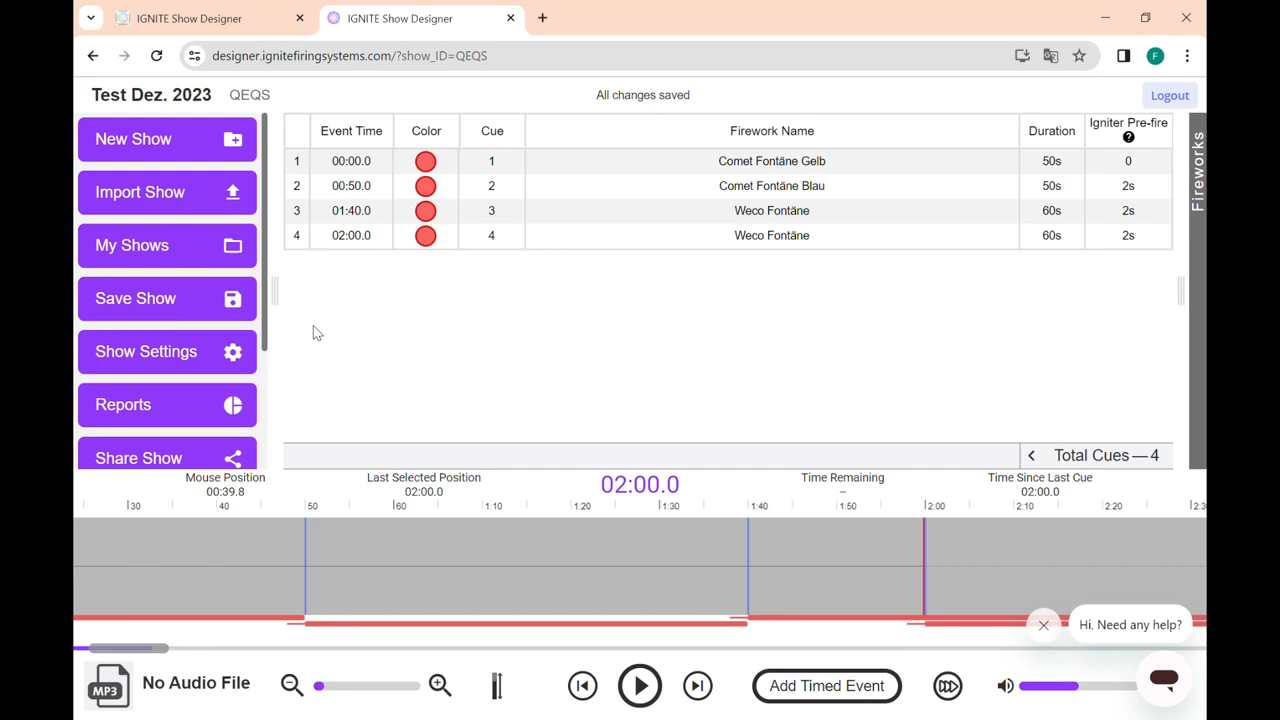 IGNITE Show Designer
IGNITE Show Designer
designer.ignitefiringsystems.com/?show_ID=QEQS
F
Test Dez. 2023 QEQS
All changes saved
Logout
New Show
Import Show
My Shows
Save Show
Show Settings
Reports
Share Show
Event Time Color Cue Firework Name Duration Igniter Pre-fire ?
1 00:00.0 1 Comet Fontäne Gelb 50s 0
2 00:50.0 2 Comet Fontäne Blau 50s 2s
3 01:40.0 3 Weco Fontäne 60s 2s
4 02:00.0 4 Weco Fontäne 60s 2s
Fireworks
Total Cues—4
Mouse Position
00:39.8
Last Selected Position
02:00.0
02:00.0
Time Remaining
--
Time Since Last Cue
02:00.0
30 40 50 60 1:10 1:20 1:30 1:40 1:50 2:00 2:10 2:20 2:3
Hi. Need any help?
MP3
No Audio File
Add Timed Event